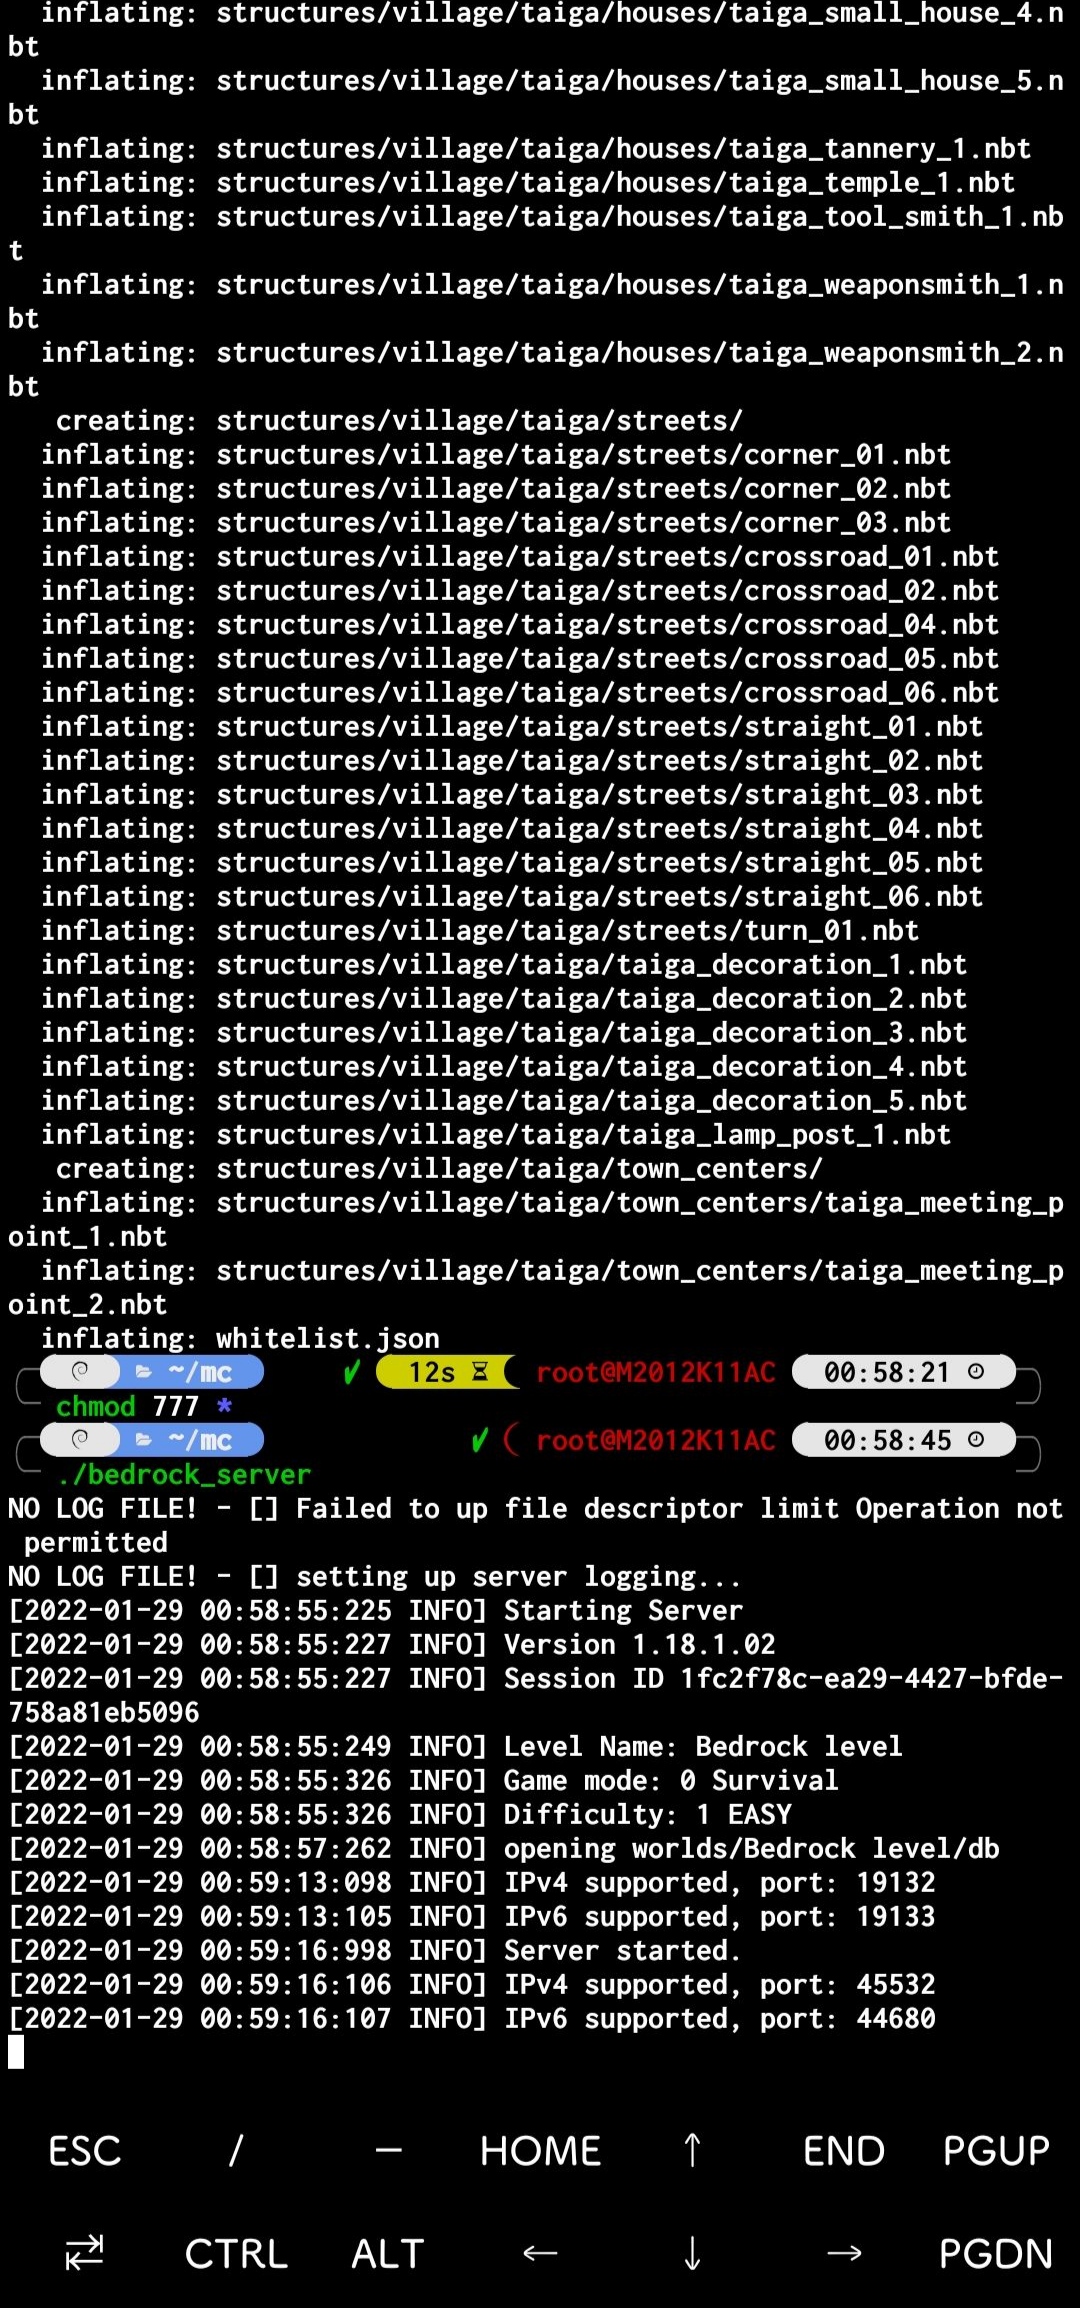 inflating: structures/village/taiga/houses/taiga_small_house_4.n
bt
inflating: structures/village/taiga/houses/taiga_small_house_5.n
bt
inflating: structures/village/taiga/houses/taiga_tannery_1.nbt
inflating: structures/village/taiga/houses/taiga_temple_1.nbt
inflating: structures/village/taiga/houses/taiga_tool_smith_1.nb
t
inflating: structures/village/taiga/houses/taiga_weaponsmith_1.n
bt
inflating: structures/village/taiga/houses/taiga_weaponsmith_2.n
bt
creating: structures/village/taiga/streets/
inflating: structures/village/taiga/streets/corner_01.nbt
inflating: structures/village/taiga/streets/corner_02.nbt
inflating: structures/village/taiga/streets/corner_03.nbt
inflating: structures/village/taiga/streets/crossroad_01.nbt
inflating: structures/village/taiga/streets/crossroad_02.nbt
inflating: structures/village/taiga/streets/crossroad_04.nbt
inflating: structures/village/taiga/streets/crossroad_05.nbt
inflating: structures/village/taiga/streets/crossroad_06.nbt
inflating: structures/village/taiga/streets/straight_01.nbt
inflating: structures/village/taiga/streets/straight_02.nbt
inflating: structures/village/taiga/streets/straight_03.nbt
inflating: structures/village/taiga/streets/straight_04.nbt
inflating: structures/village/taiga/streets/straight_05.nbt
inflating: structures/village/taiga/streets/straight_06.nbt
inflating: structures/village/taiga/streets/turn_01.nbt
inflating: structures/village/taiga/taiga_decoration_1.nbt
inflating: structures/village/taiga/taiga_decoration_2.nbt
inflating: structures/village/taiga/taiga_decoration_3.nbt
inflating: structures/village/taiga/taiga_decoration_4.nbt
inflating: structures/village/taiga/taiga_decoration_5.nbt
inflating: structures/village/taiga/taiga_lamp_post_1.nbt
creating: structures/village/taiga/town_centers/
inflating: structures/village/taiga/town_centers/taiga_meeting_p
oint_1.nbt
inflating: structures/village/taiga/town_centers/taiga_meeting_p
oint_2.nbt
inflating: whitelist.json
~/mc ✔ 12s root@M2012K11AC 00:58:21
chmod 777 *
~/mc ✔ root@M2012K11AC 00:58:45
./bedrock_server
NO LOG FILE! - [] Failed to up file descriptor limit Operation not
permitted
NO LOG FILE! - [] setting up server logging...
[2022-01-29 00:58:55:225 INFO] Starting Server
[2022-01-29 00:58:55:227 INFO] Version 1.18.1.02
[2022-01-29 00:58:55:227 INFO] Session ID 1fc2f78c-ea29-4427-bfde-
758a81eb5096
[2022-01-29 00:58:55:249 INFO] Level Name: Bedrock level
[2022-01-29 00:58:55:326 INFO] Game mode: 0 Survival
[2022-01-29 00:58:55:326 INFO] Difficulty: 1 EASY
[2022-01-29 00:58:57:262 INFO] opening worlds/Bedrock level/db
[2022-01-29 00:59:13:098 INFO] IPv4 supported, port: 19132
[2022-01-29 00:59:13:105 INFO] IPv6 supported, port: 19133
[2022-01-29 00:59:16:998 INFO] Server started.
[2022-01-29 00:59:16:106 INFO] IPv4 supported, port: 45532
[2022-01-29 00:59:16:107 INFO] IPv6 supported, port: 44680
ESC / — HOME ↑ END PGUP
⇄ CTRL ALT ← ↓ → PGDN